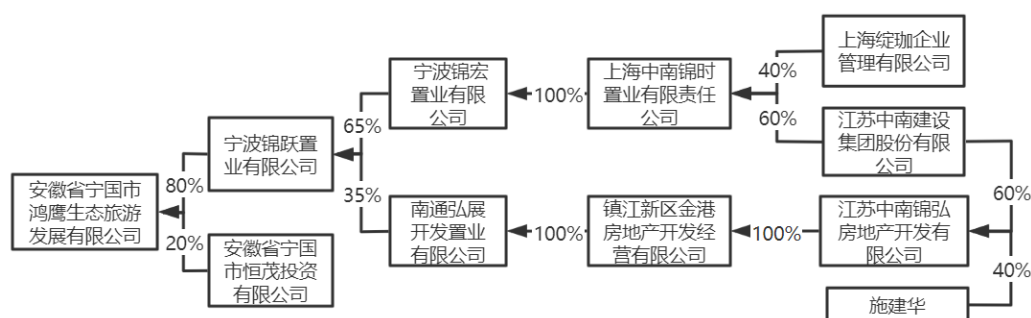 上海绽珈企业
管理有限公司
宁波锦宏
置业有限
公司
上海中南锦时
置业有限责任
公司
40%
100%
60%
65%
江苏中南建设
集团股份有限
公司
宁波锦跃置
业有限公司
80%
安徽省宁国市
鸿鹰生态旅游
发展有限公司
35%
60%
南通弘展
开发置业
有限公司
镇江新区金港
房地产开发经
营有限公司
江苏中南锦弘
房地产开发有
限公司
100%
100%
20%
安徽省宁国
市恒茂投资
有限公司
40%
施建华